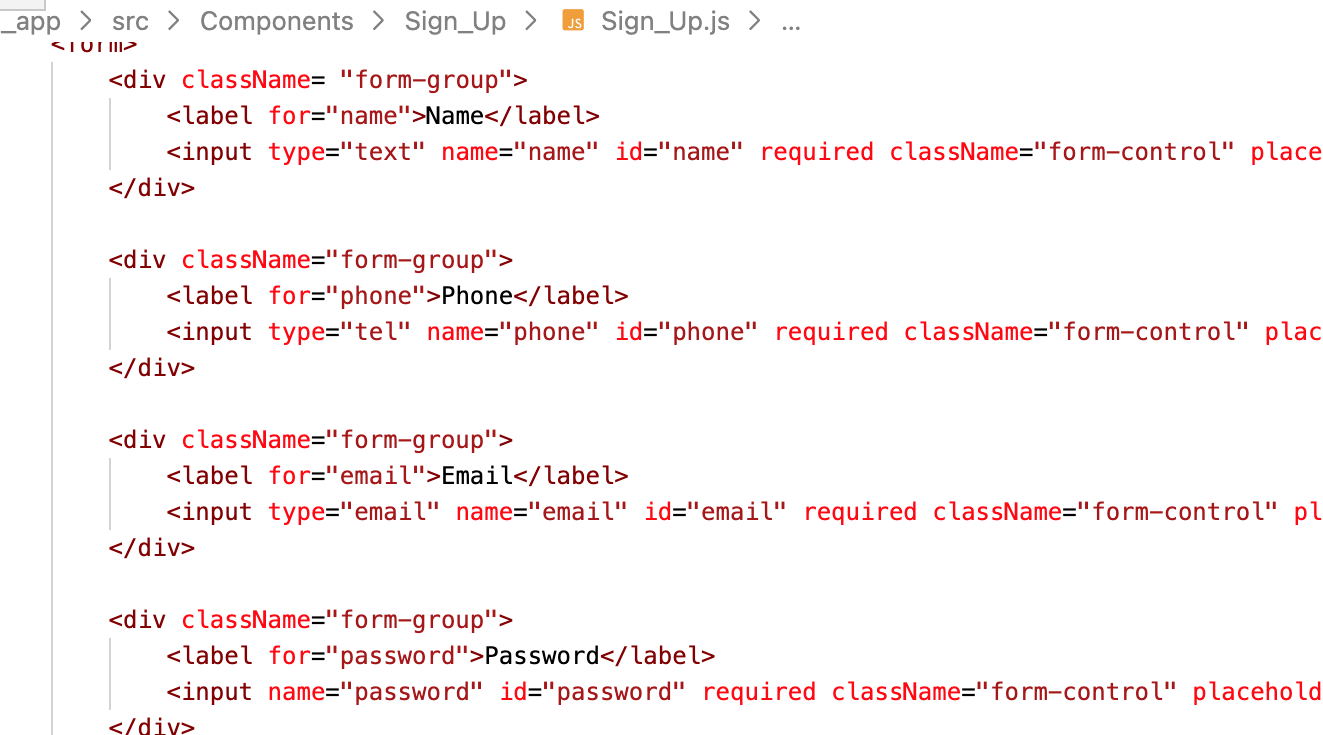 _app > src > Components > Sign_Up > JS Sign_Up.js > ...
<form>
<div className= "form-group">
<label for="name">Name</label>
<input type="text" name="name" id="name" required className="form-control" place
</div>
<div className="form-group">
<label for="phone">Phone</label>
<input type="tel" name="phone" id="phone" required className="form-control" plac
</div>
<div className="form-group">
<label for="email">Email</label>
<input type="email" name="email" id="email" required className="form-control" pl
</div>
<div className="form-group">
<label for="password">Password</label>
<input name="password" id="password" required className="form-control" placehold
</div>